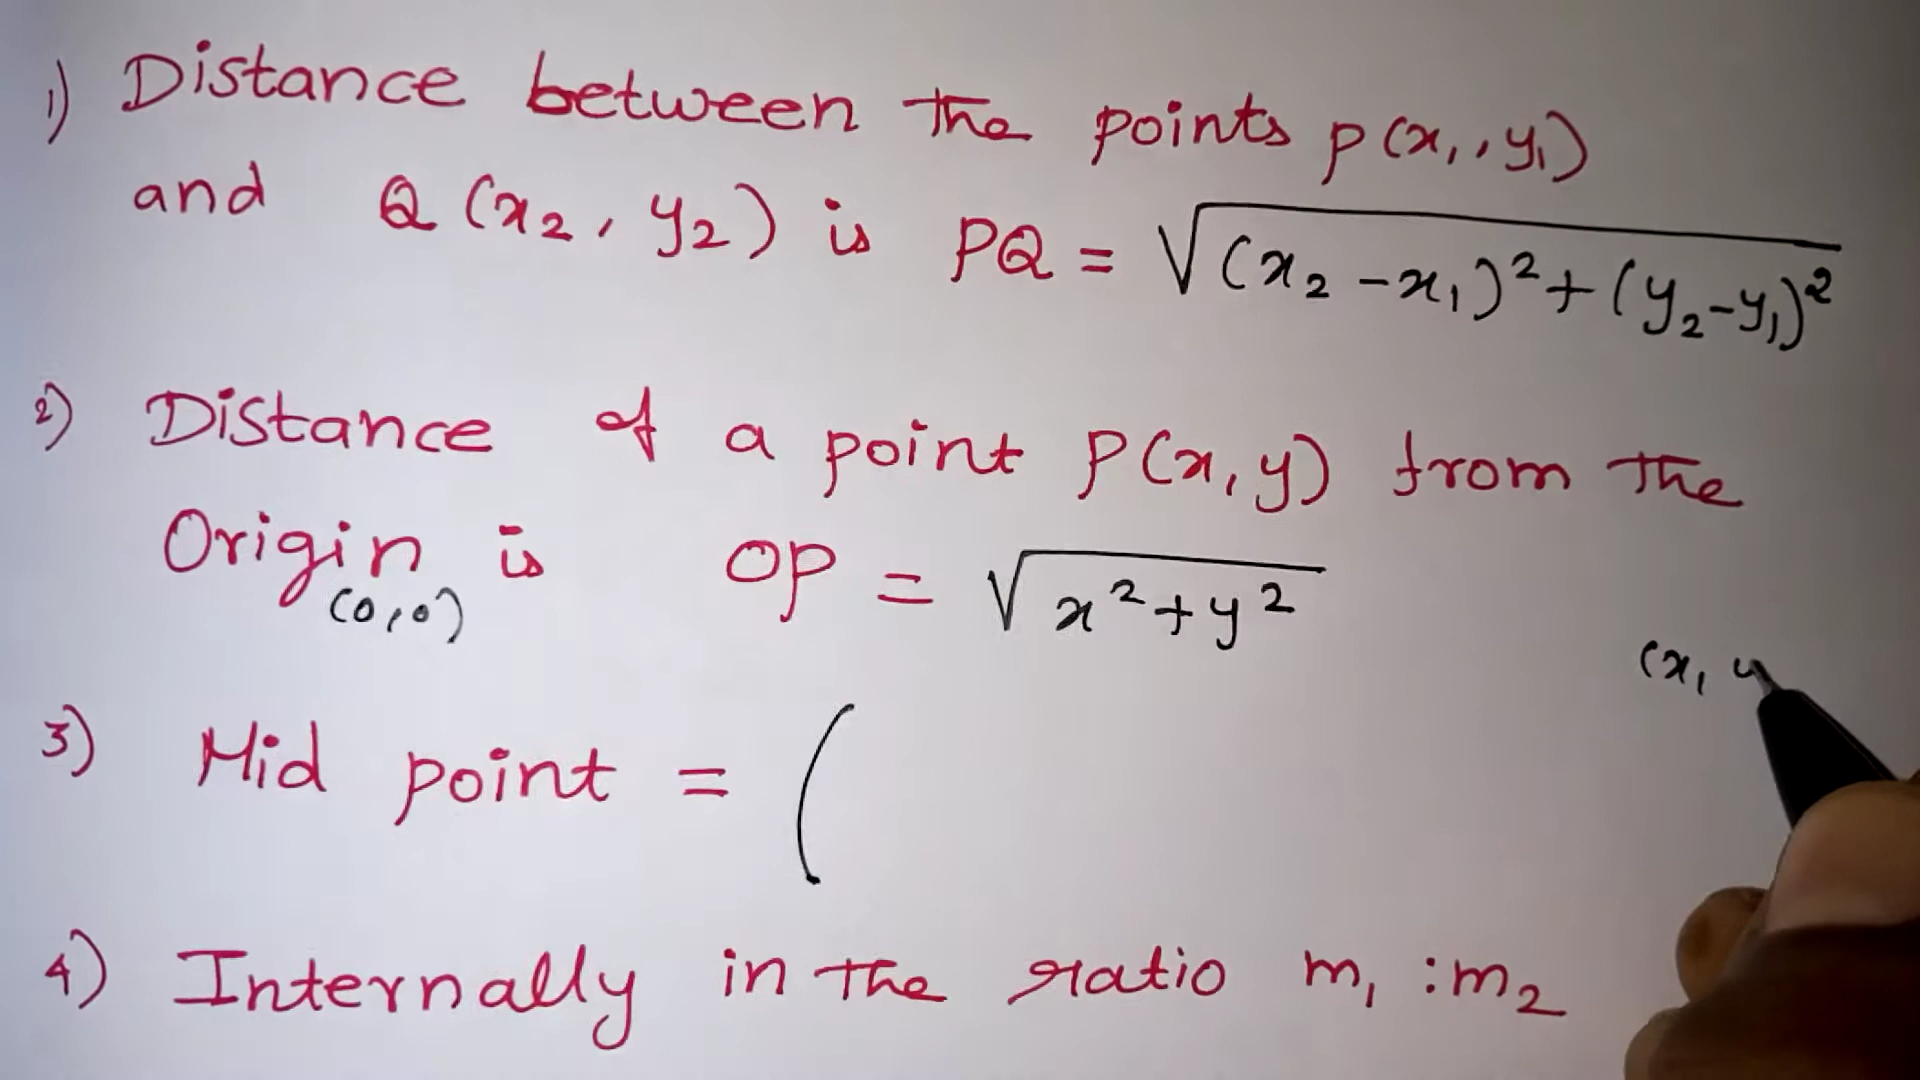 1) Distance between the points P(x₁, y₁)
and Q(x₂, y₂) is PQ = √(x₂ - x₁)² + (y₂ - y₁)²
2) Distance of a point P(x, y) from the
Origin is OP = √x² + y²
(0,0)
(x₁
3) Mid point = (
4) Internally in the ratio m₁ : m₂